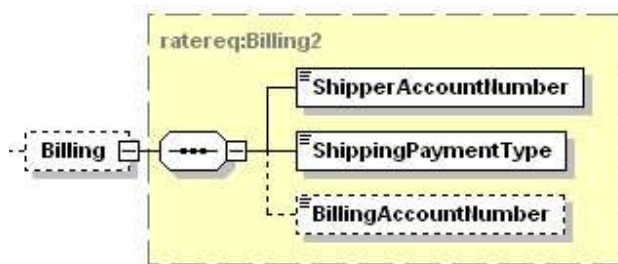 ratereq:Billing2
ShipperAccountNumber
Billing
ShippingPaymentType
BillingAccountNumber